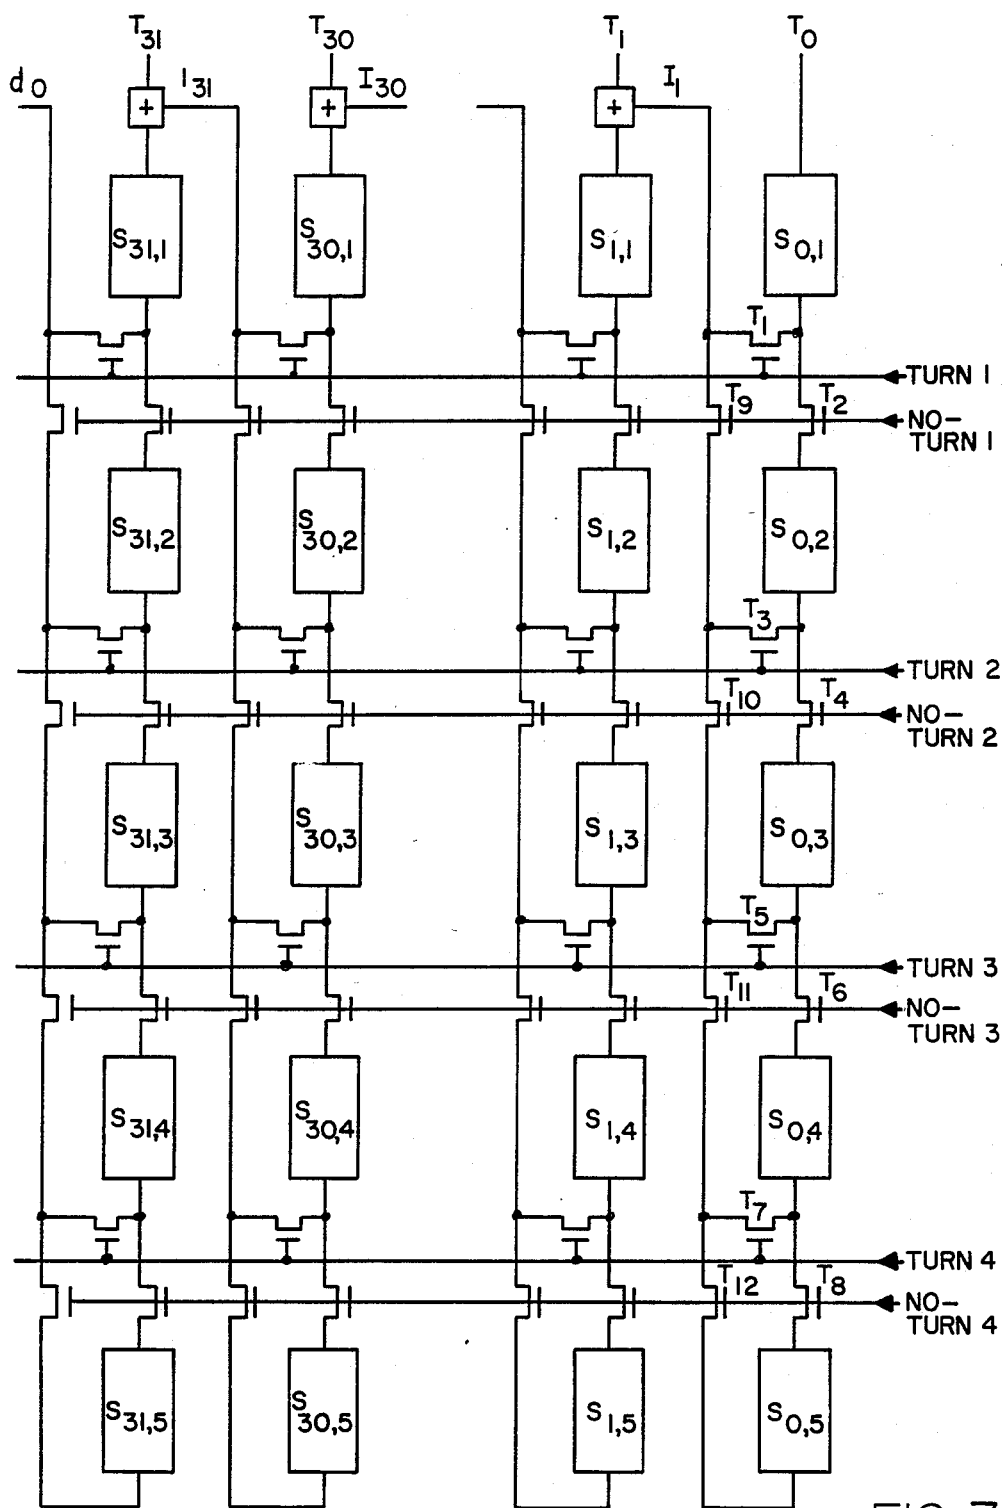 T31 T30 T1 T0
d0 I31 I30 I1
+ + +
S31,1 S30,1 S1,1 S0,1
T1
TURN 1
T9 T2
NO-
TURN 1
S31,2 S30,2 S1,2 S0,2
T3
TURN 2
T10 T4
NO-
TURN 2
S31,3 S30,3 S1,3 S0,3
T5
TURN 3
T11 T6
NO-
TURN 3
S31,4 S30,4 S1,4 S0,4
T7
TURN 4
T12 T8
NO-
TURN 4
S31,5 S30,5 S1,5 S0,5